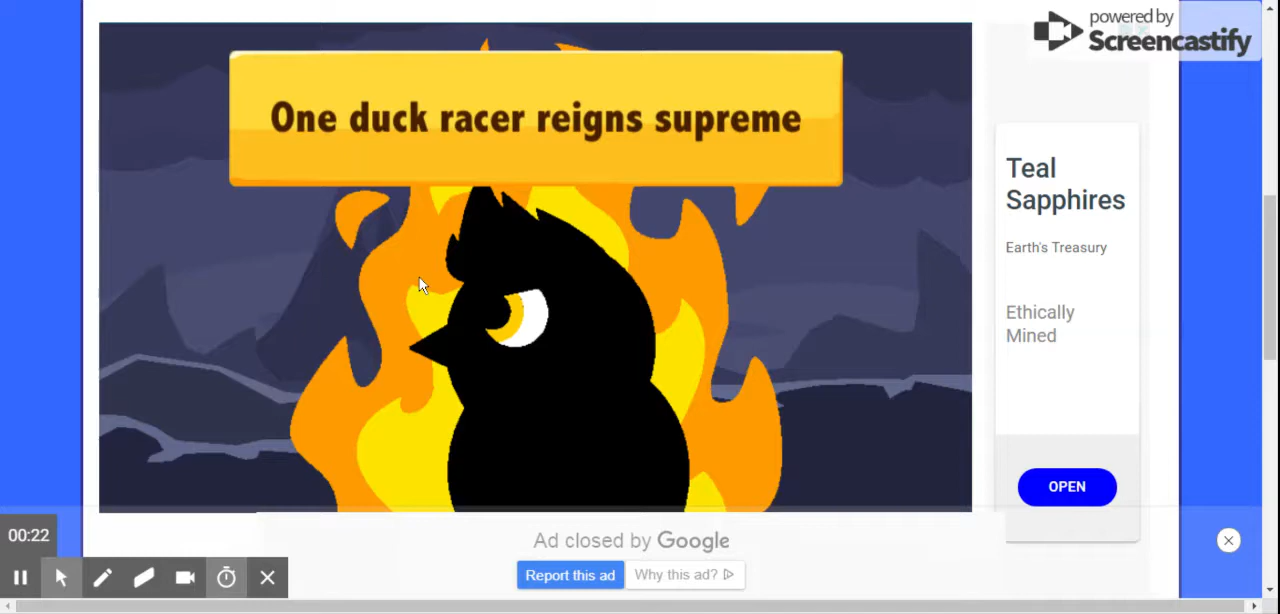 powered by
Screencastify
One duck racer reigns supreme
Teal
Sapphires
Earth's Treasury
Ethically
Mined
OPEN
00:22
Ad closed by Google
Report this ad
Why this ad?